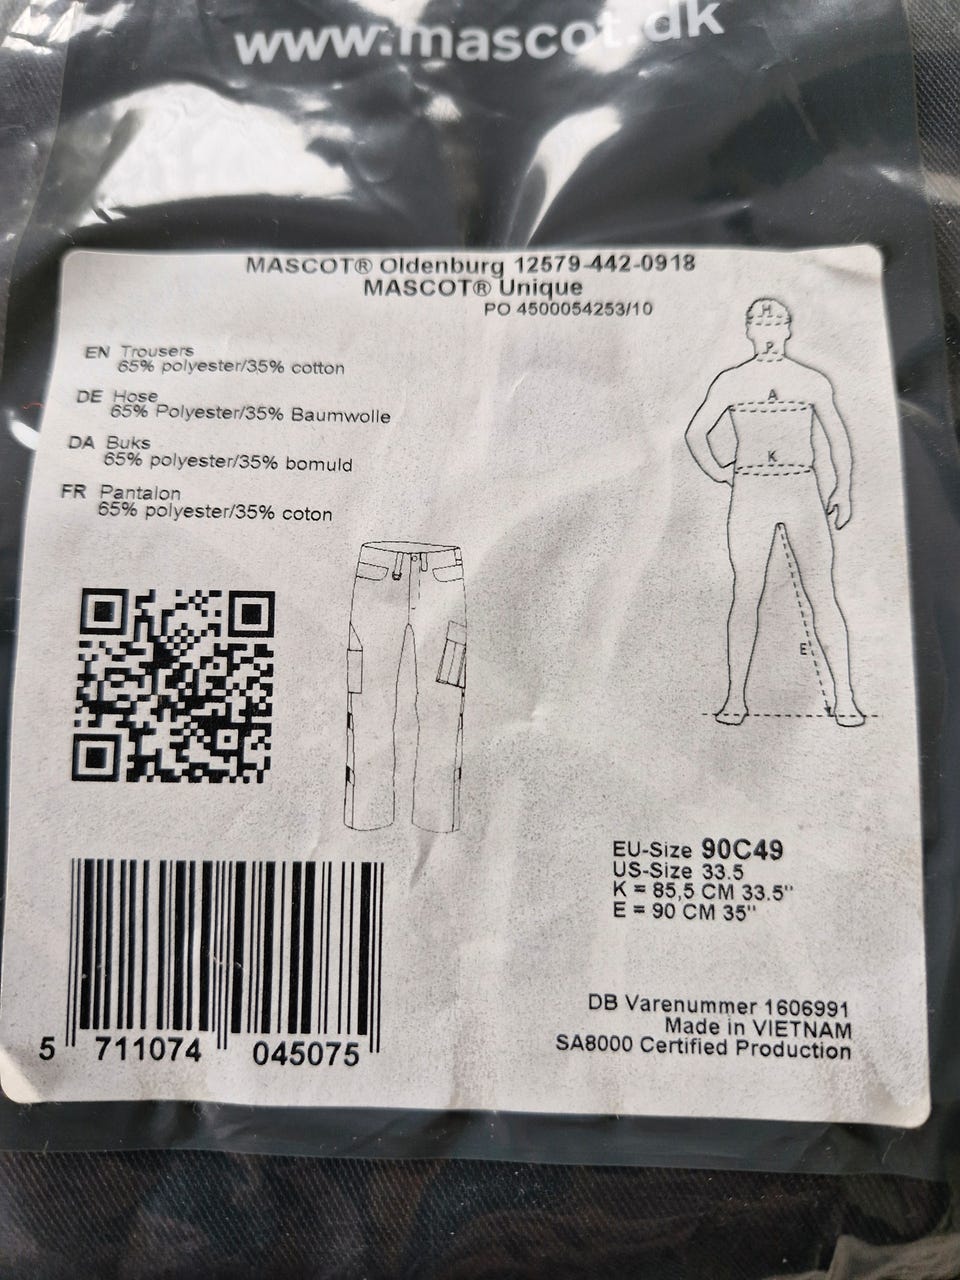 www.mascot.dk
MASCOT® Oldenburg 12579-442-0918
MASCOT® Unique
PO 4500054253/10
EN Trousers
65% polyester/35% cotton
DE Hose
65% Polyester/35% Baumwolle
DA Buks
65% polyester/35% bomuld
FR Pantalon
65% polyester/35% coton
H
P
A
K
E
EU-Size 90C49
US-Size 33.5
K = 85,5 CM 33.5"
E = 90 CM 35"
5 711074 045075
DB Varenummer 1606991
Made in VIETNAM
SA8000 Certified Production